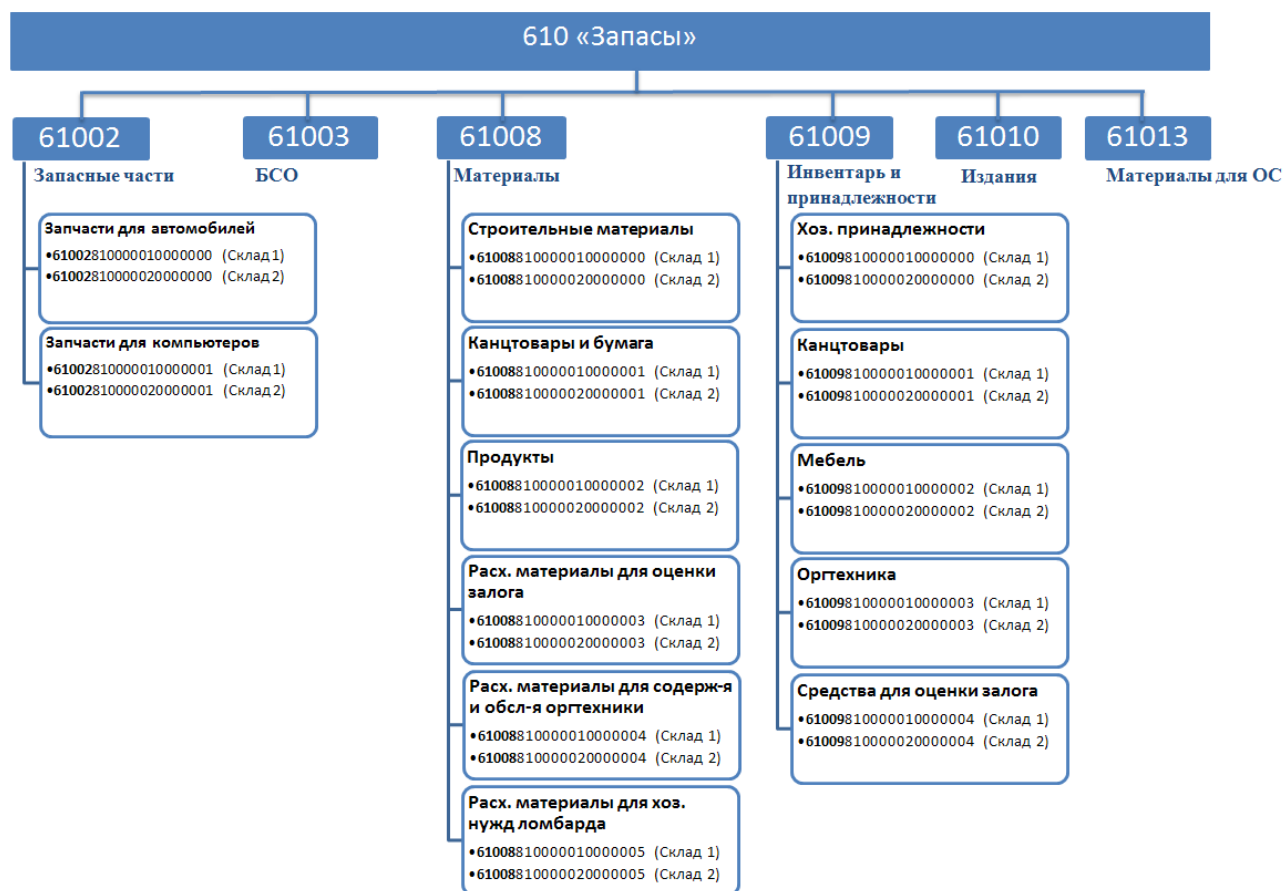 610 «Запасы»
61002
Запасные части
Запчасти для автомобилей
•61002810000010000000 (Склад 1)
•61002810000020000000 (Склад 2)
Запчасти для компьютеров
•61002810000010000001 (Склад 1)
•61002810000020000001 (Склад 2)
61003
БСО
61008
Материалы
Строительные материалы
•61008810000010000000 (Склад 1)
•61008810000020000000 (Склад 2)
Канцтовары и бумага
•61008810000010000001 (Склад 1)
•61008810000020000001 (Склад 2)
Продукты
•61008810000010000002 (Склад 1)
•61008810000020000002 (Склад 2)
Расх. материалы для оценки
залога
•61008810000010000003 (Склад 1)
•61008810000020000003 (Склад 2)
Расх. материалы для содерж-я
и обсл-я оргтехники
•61008810000010000004 (Склад 1)
•61008810000020000004 (Склад 2)
Расх. материалы для хоз.
нужд ломбарда
•61008810000010000005 (Склад 1)
•61008810000020000005 (Склад 2)
61009
Инвентарь и
принадлежности
Хоз. принадлежности
•61009810000010000000 (Склад 1)
•61009810000020000000 (Склад 2)
Канцтовары
•61009810000010000001 (Склад 1)
•61009810000020000001 (Склад 2)
Мебель
•61009810000010000002 (Склад 1)
•61009810000020000002 (Склад 2)
Оргтехника
•61009810000010000003 (Склад 1)
•61009810000020000003 (Склад 2)
Средства для оценки залога
•61009810000010000004 (Склад 1)
•61009810000020000004 (Склад 2)
61010
Издания
61013
Материалы для ОС